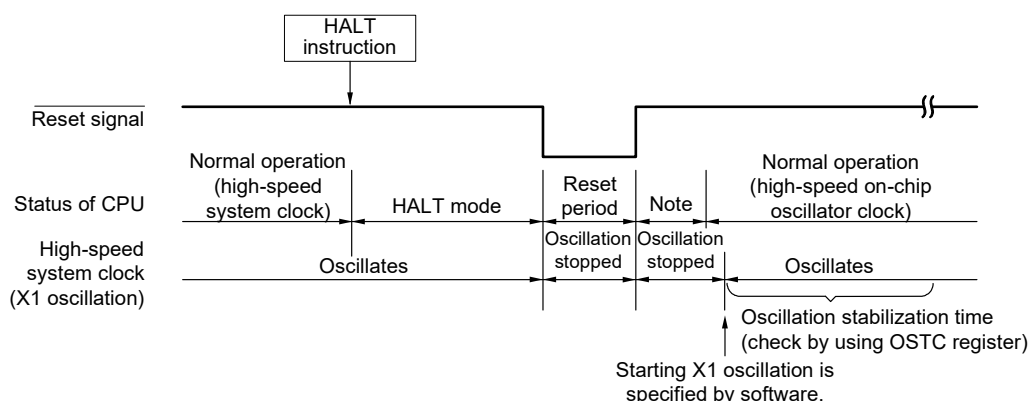 HALT
instruction
Reset signal
Normal operation
(high-speed
system clock)
Status of CPU
HALT mode
Reset
period
Note
Normal operation
(high-speed on-chip
oscillator clock)
High-speed
system clock
(X1 oscillation)
Oscillates
Oscillation
stopped
Oscillation
stopped
Oscillates
Oscillation stabilization time
(check by using OSTC register)
Starting X1 oscillation is
specified by software.